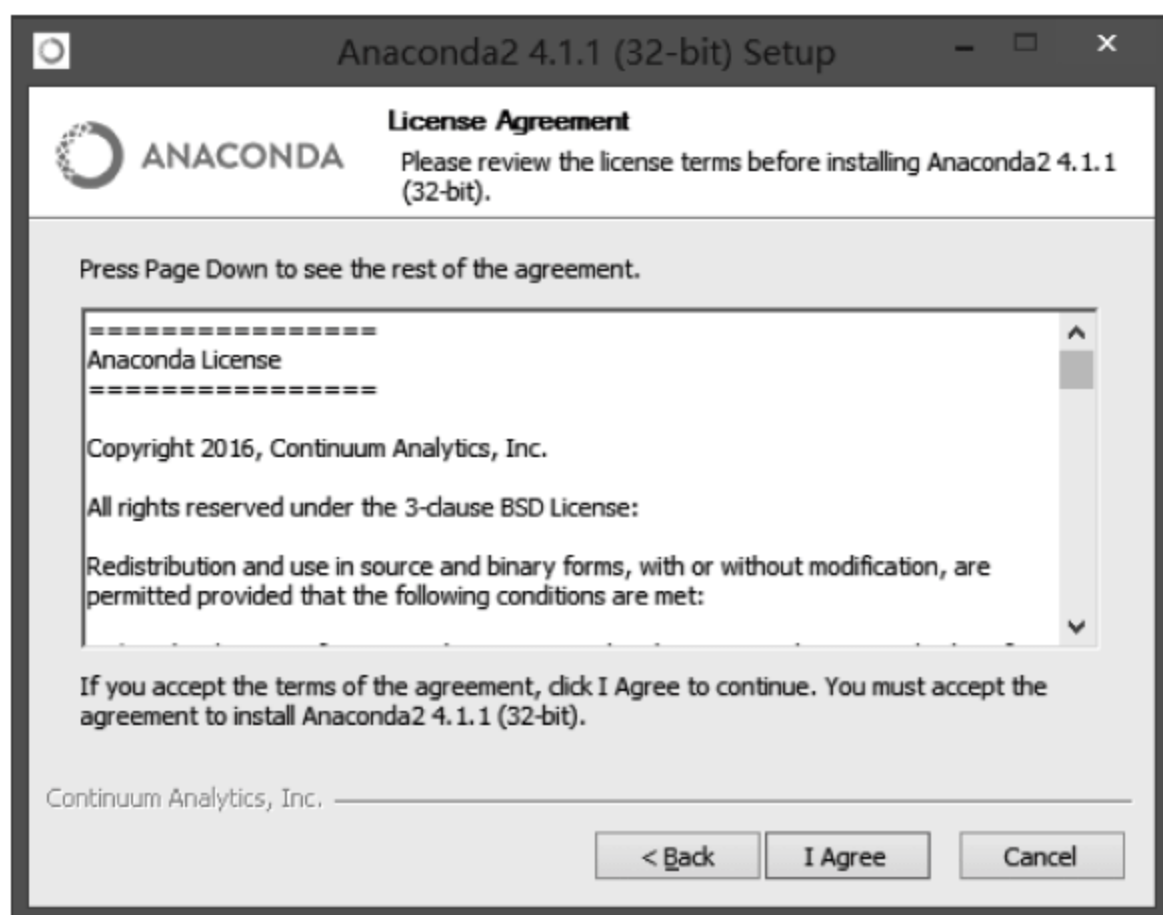 Anaconda2 4.1.1 (32-bit) Setup
ANACONDA
License Agreement
Please review the license terms before installing Anaconda2 4.1.1
(32-bit).
Press Page Down to see the rest of the agreement.
================
Anaconda License
================
Copyright 2016, Continuum Analytics, Inc.
All rights reserved under the 3-clause BSD License:
Redistribution and use in source and binary forms, with or without modification, are
permitted provided that the following conditions are met:
If you accept the terms of the agreement, click I Agree to continue. You must accept the
agreement to install Anaconda2 4.1.1 (32-bit).
Continuum Analytics, Inc.
< Back
I Agree
Cancel